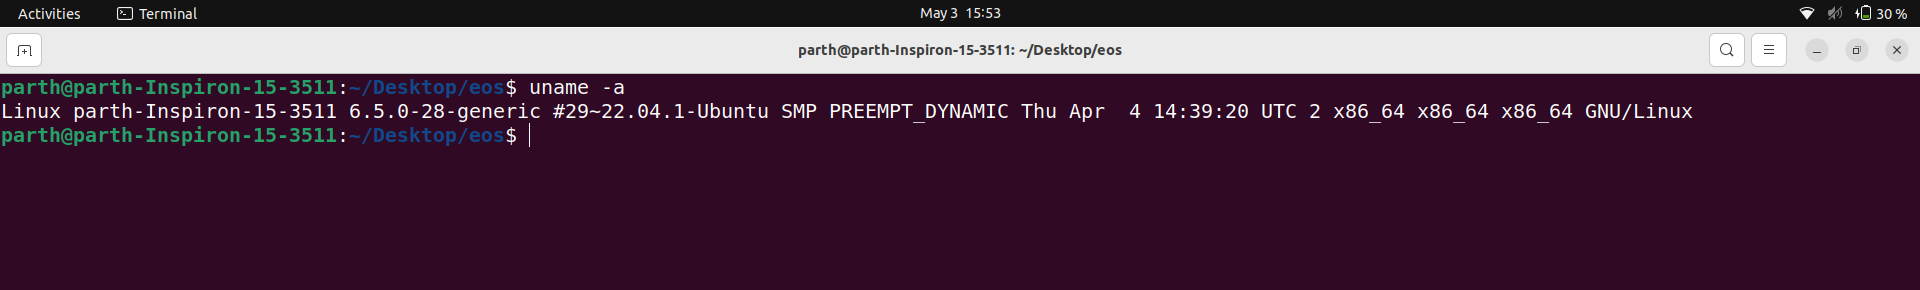 Activities Terminal May 3 15:53 30 %
parth@parth-Inspiron-15-3511: ~/Desktop/eos
parth@parth-Inspiron-15-3511:~/Desktop/eos$ uname -a
Linux parth-Inspiron-15-3511 6.5.0-28-generic #29~22.04.1-Ubuntu SMP PREEMPT_DYNAMIC Thu Apr  4 14:39:20 UTC 2 x86_64 x86_64 x86_64 GNU/Linux
parth@parth-Inspiron-15-3511:~/Desktop/eos$